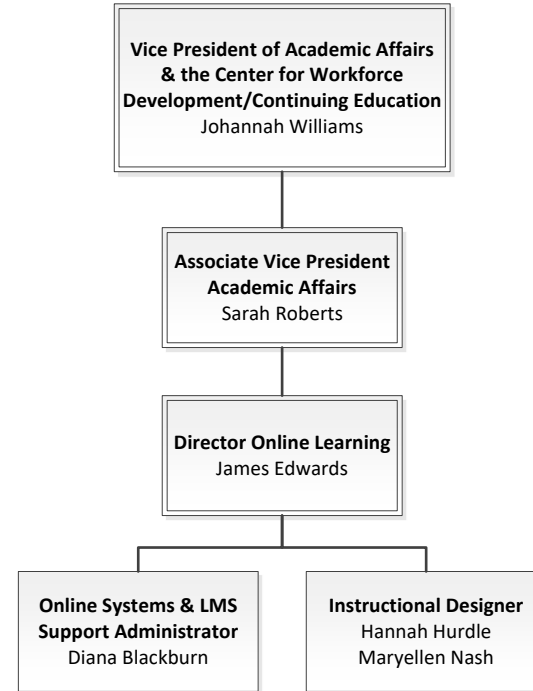 Vice President of Academic Affairs
& the Center for Workforce
Development/Continuing Education
Johannah Williams
Associate Vice President
Academic Affairs
Sarah Roberts
Director Online Learning
James Edwards
Online Systems & LMS
Support Administrator
Diana Blackburn
Instructional Designer
Hannah Hurdle
Maryellen Nash